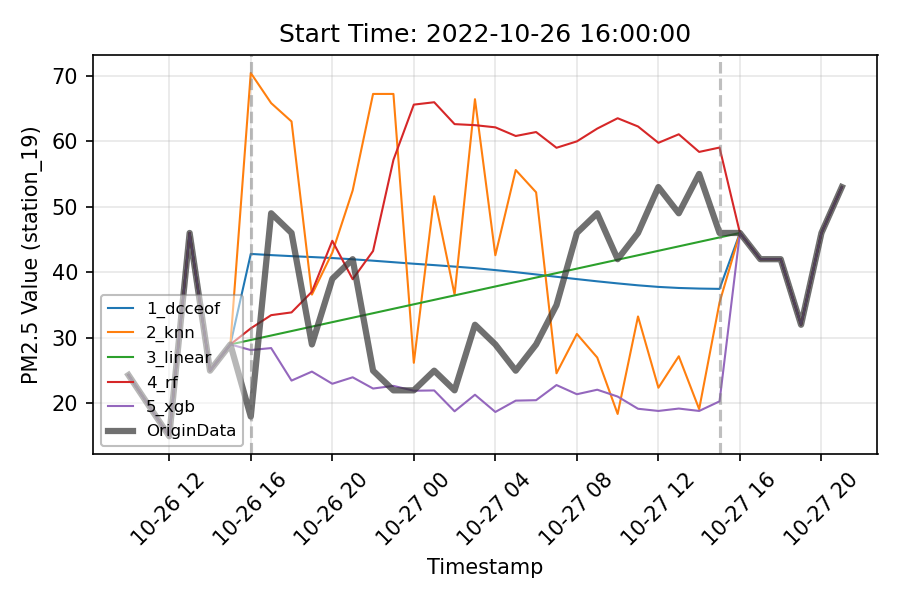 Start Time: 2022-10-26 16:00:00
PM2.5 Value (station_19)
70
60
50
40
30
20
1_dcceof
2_knn
3_linear
4_rf
5_xgb
OriginData
10-26 12
10-26 16
10-26 20
10-27 00
10-27 04
10-27 08
10-27 12
10-27 16
10-27 20
Timestamp